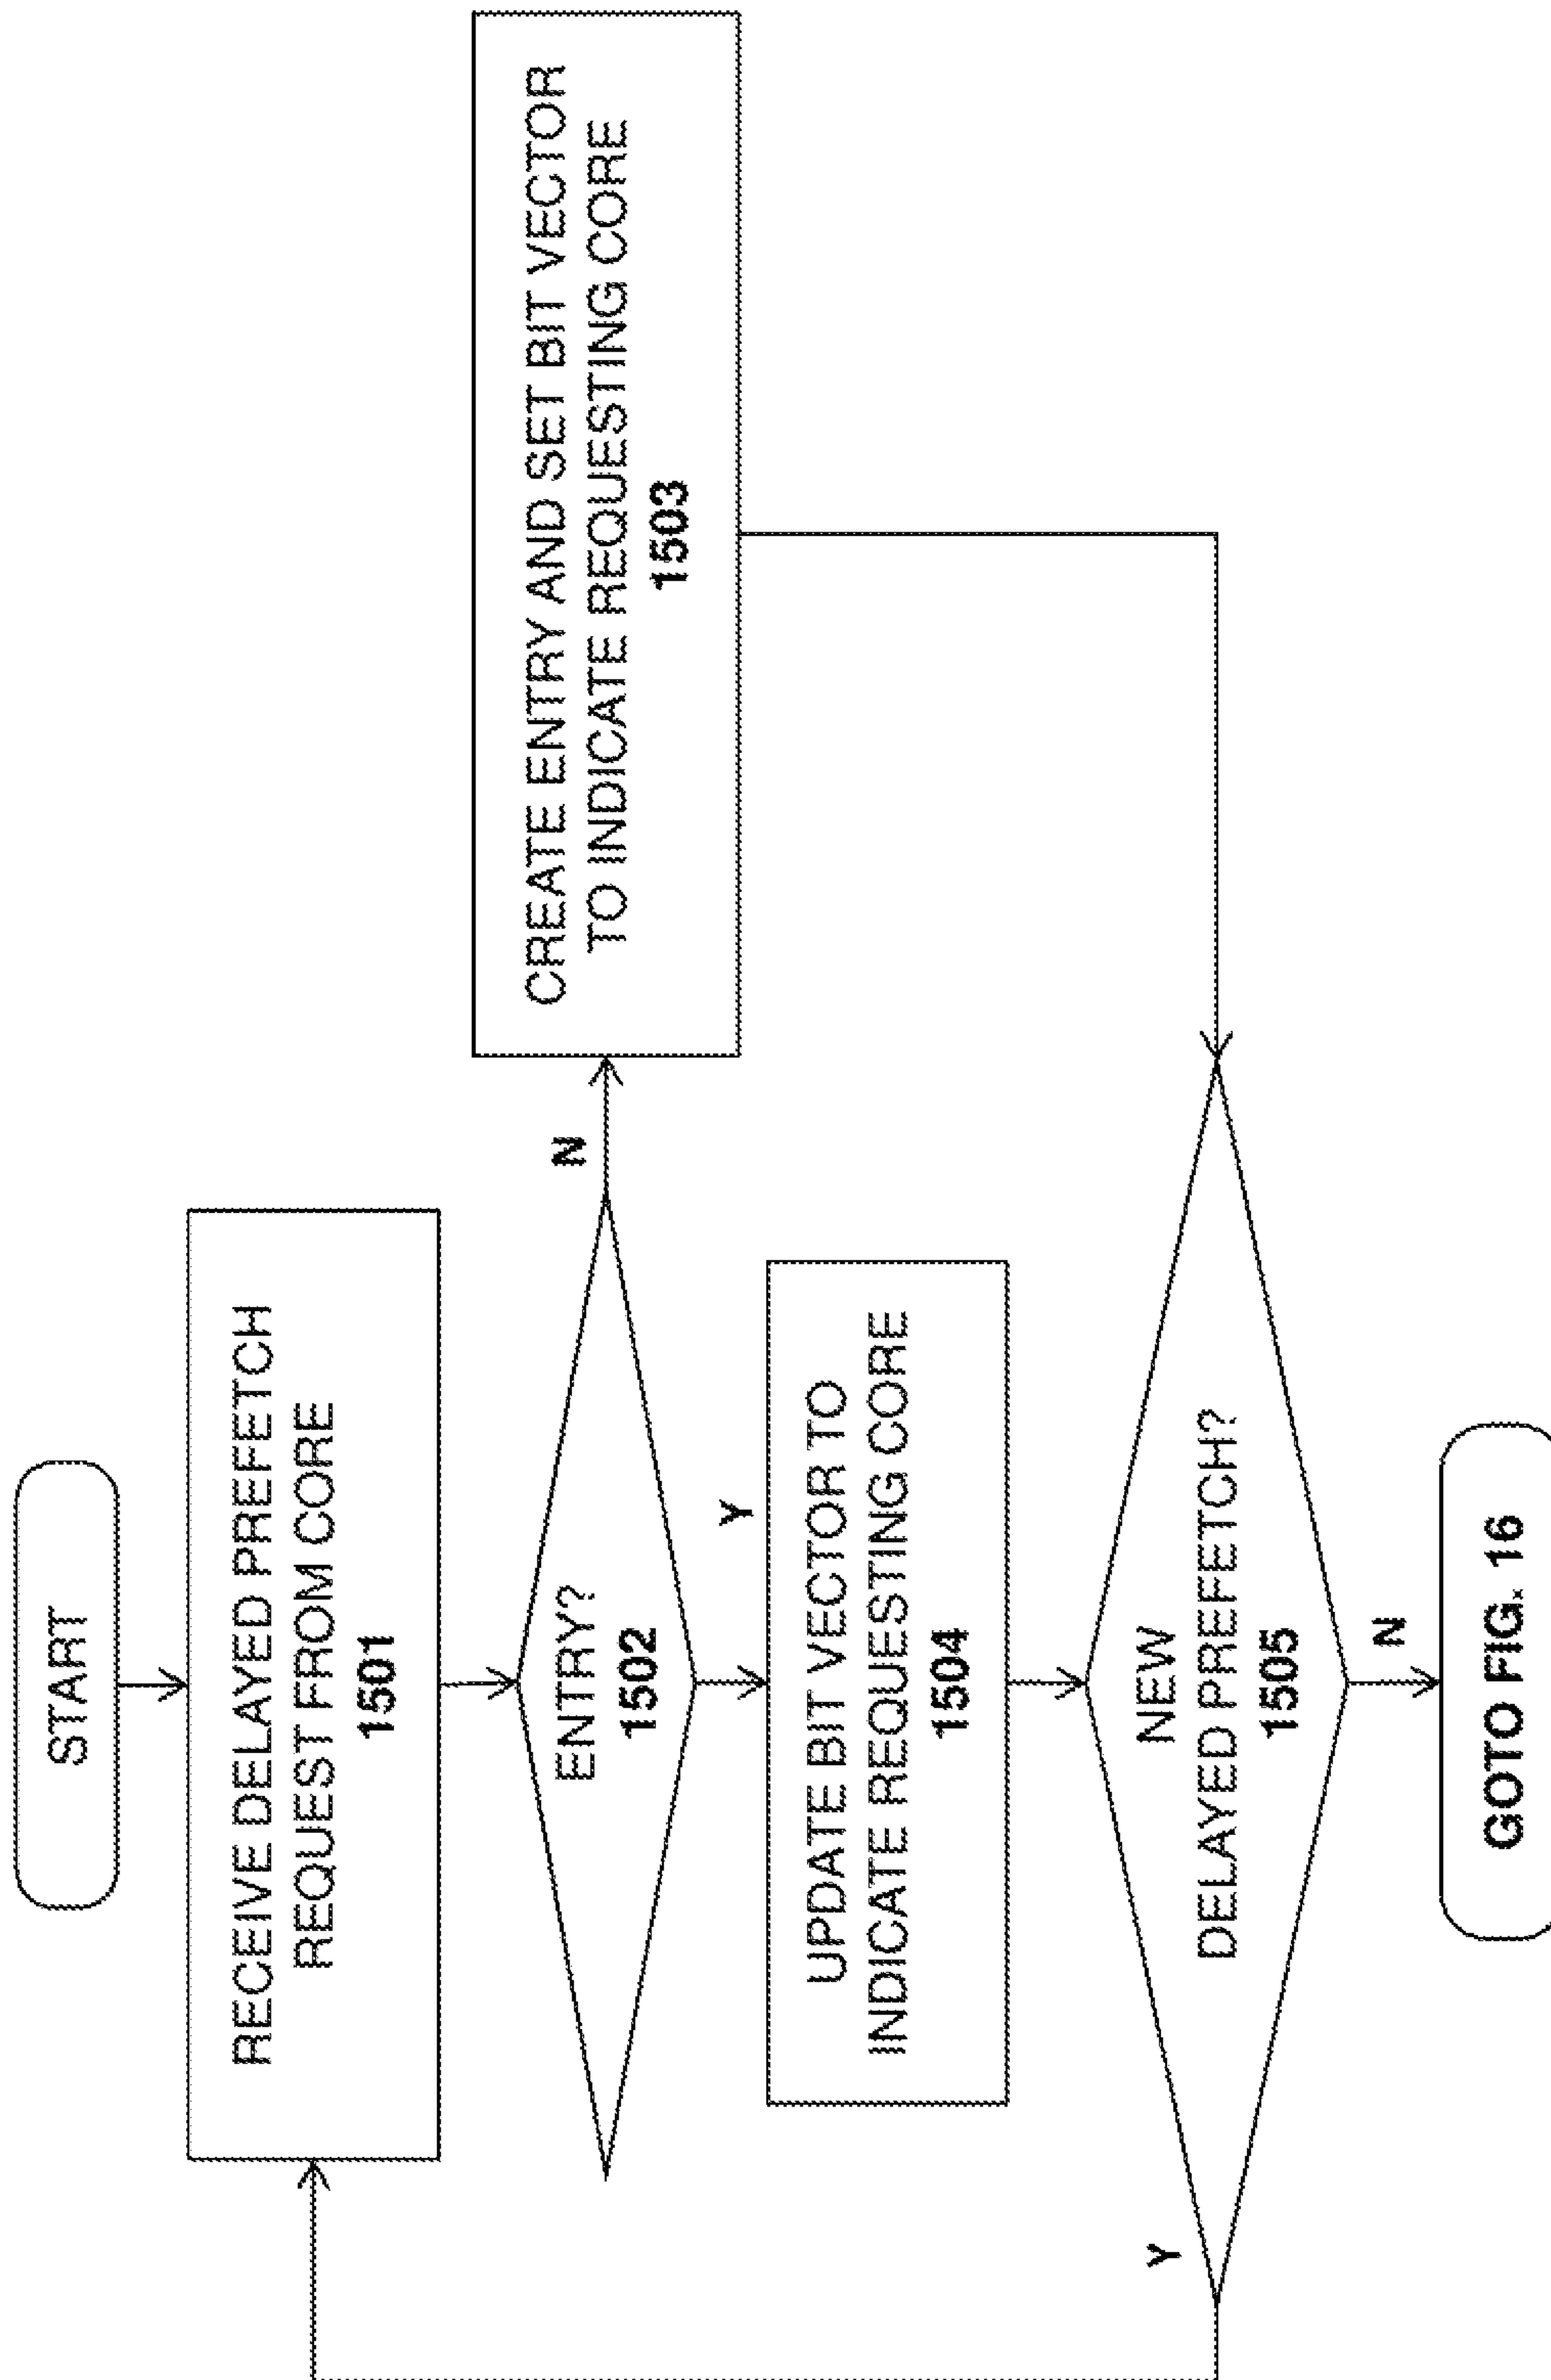 START
RECEIVE DELAYED PREFETCH
REQUEST FROM CORE
1501
ENTRY?
1502
N
CREATE ENTRY AND SET BIT VECTOR
TO INDICATE REQUESTING CORE
1503
Y
UPDATE BIT VECTOR TO
INDICATE REQUESTING CORE
1504
Y
NEW
DELAYED PREFETCH?
1505
N
GOTO FIG. 16